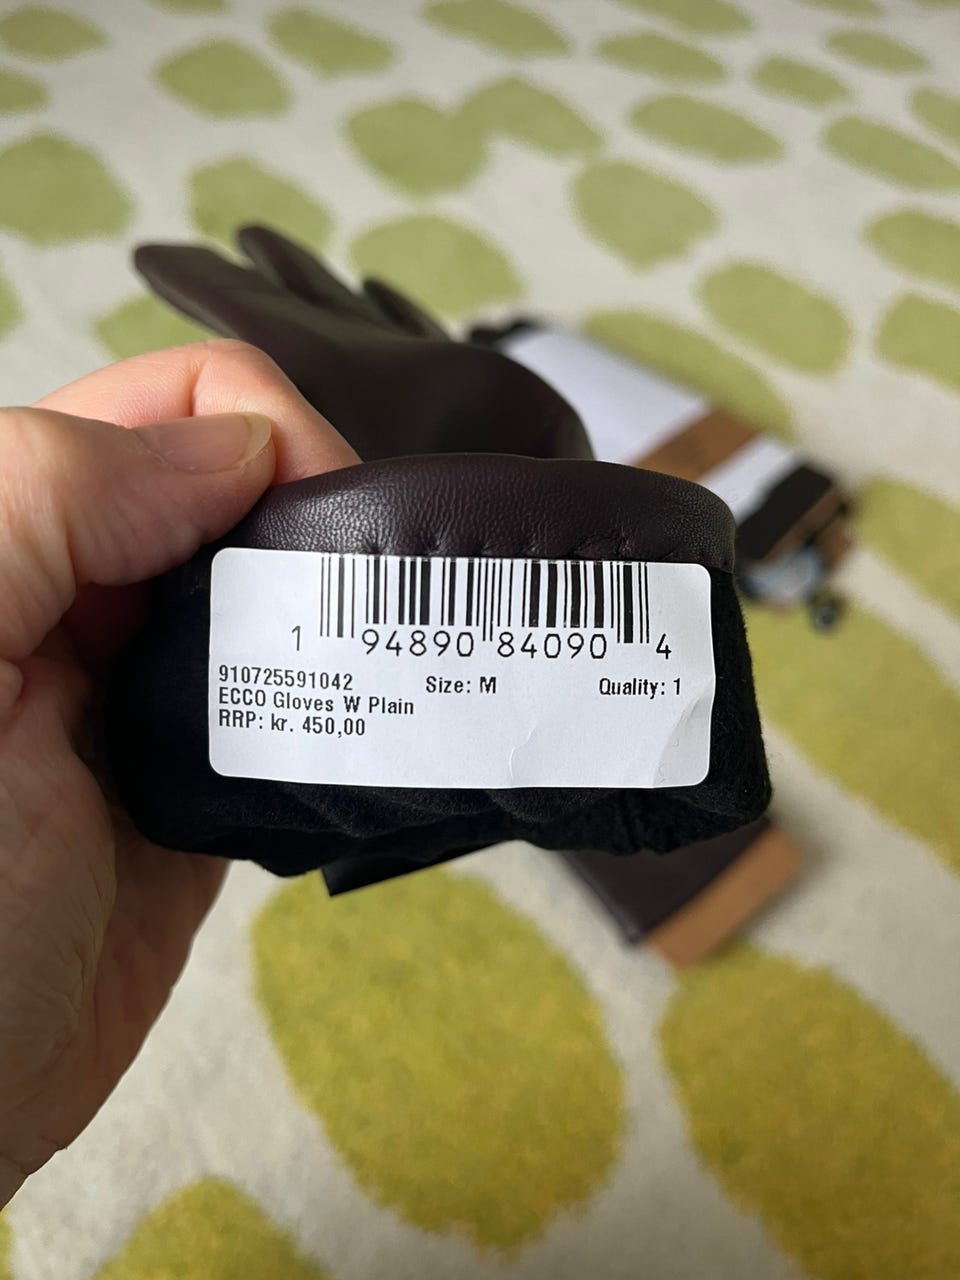 1 94890 84090 4
910725591042 Size: M Quality: 1
ECCO Gloves W Plain
RRP: kr. 450,00